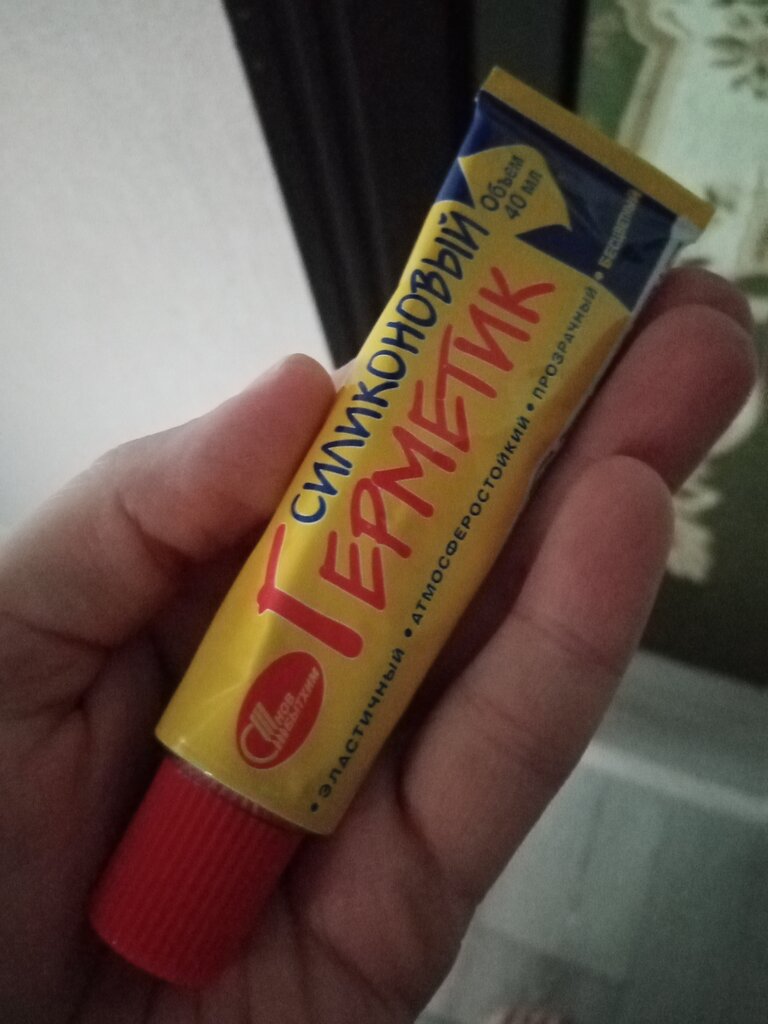 Объем
40 мл
СИЛИКОНОВЫЙ
ГЕРМЕТИК
• ЭЛАСТИЧНЫЙ • АТМОСФЕРОСТОЙКИЙ • ПРОЗРАЧНЫЙ • БЕСЦВЕТНЫЙ